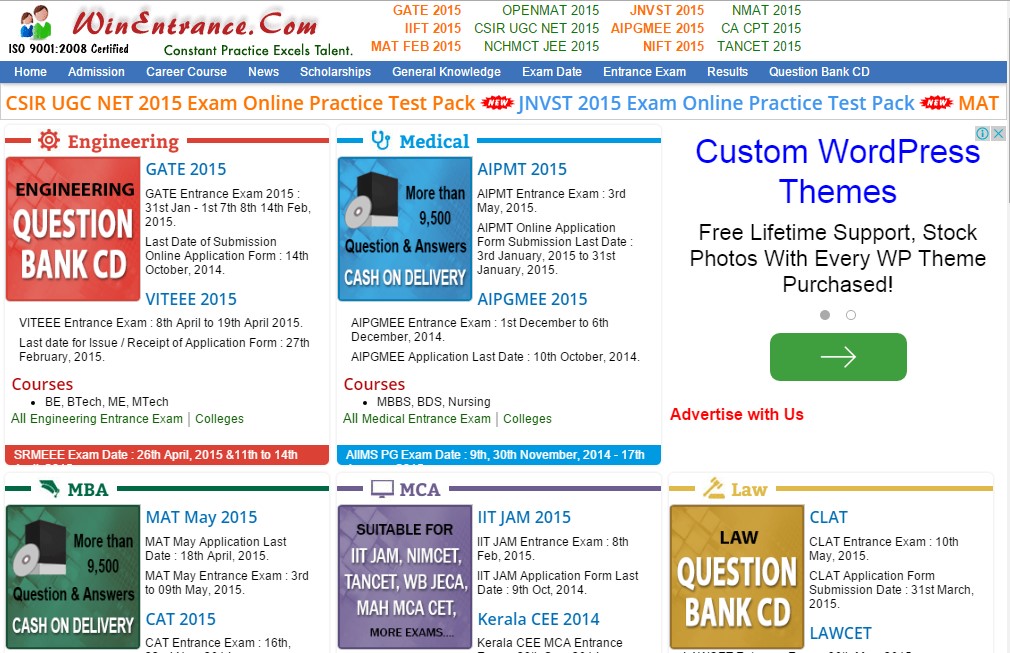 WinEntrance.Com
ISO 9001:2008 Certified
Constant Practice Excels Talent.
GATE 2015 OPENMAT 2015 JNVST 2015 NMAT 2015
IIFT 2015 CSIR UGC NET 2015 AIPGMEE 2015 CA CPT 2015
MAT FEB 2015 NCHMCT JEE 2015 NIFT 2015 TANCET 2015
Home Admission Career Course News Scholarships General Knowledge Exam Date Entrance Exam Results Question Bank CD
CSIR UGC NET 2015 Exam Online Practice Test Pack NEW JNVST 2015 Exam Online Practice Test Pack NEW MAT
Engineering
ENGINEERING
QUESTION
BANK CD
GATE 2015
GATE Entrance Exam 2015 :
31st Jan - 1st 7th 8th 14th Feb,
2015.
Last Date of Submission
Online Application Form : 14th
October, 2014.
VITEEE 2015
VITEEE Entrance Exam : 8th April to 19th April 2015.
Last date for Issue / Receipt of Application Form : 27th
February, 2015.
Courses
BE, BTech, ME, MTech
All Engineering Entrance Exam | Colleges
SRMEEE Exam Date : 26th April, 2015 &11th to 14th
Medical
More than
9,500
Question & Answers
CASH ON DELIVERY
AIPMT 2015
AIPMT Entrance Exam : 3rd
May, 2015.
AIPMT Online Application
Form Submission Last Date :
3rd January, 2015 to 31st
January, 2015.
AIPGMEE 2015
AIPGMEE Entrance Exam : 1st December to 6th
December, 2014.
AIPGMEE Application Last Date : 10th October, 2014.
Courses
MBBS, BDS, Nursing
All Medical Entrance Exam | Colleges
AIIMS PG Exam Date : 9th, 30th November, 2014 - 17th
Custom WordPress
Themes
Free Lifetime Support, Stock
Photos With Every WP Theme
Purchased!
Advertise with Us
MBA
More than
9,500
Question & Answers
CASH ON DELIVERY
MAT May 2015
MAT May Application Last
Date : 18th April, 2015.
MAT May Entrance Exam : 3rd
to 09th May, 2015.
CAT 2015
CAT Entrance Exam : 16th,
MCA
SUITABLE FOR
IIT JAM, NIMCET,
TANCET, WB JECA,
MAH MCA CET,
MORE EXAMS....
IIT JAM 2015
IIT JAM Entrance Exam : 8th
Feb, 2015.
IIT JAM Application Form Last
Date : 9th Oct, 2014.
Kerala CEE 2014
Kerala CEE MCA Entrance
Law
LAW
QUESTION
BANK CD
CLAT
CLAT Entrance Exam : 10th
May, 2015.
CLAT Application Form
Submission Date : 31st March,
2015.
LAWCET